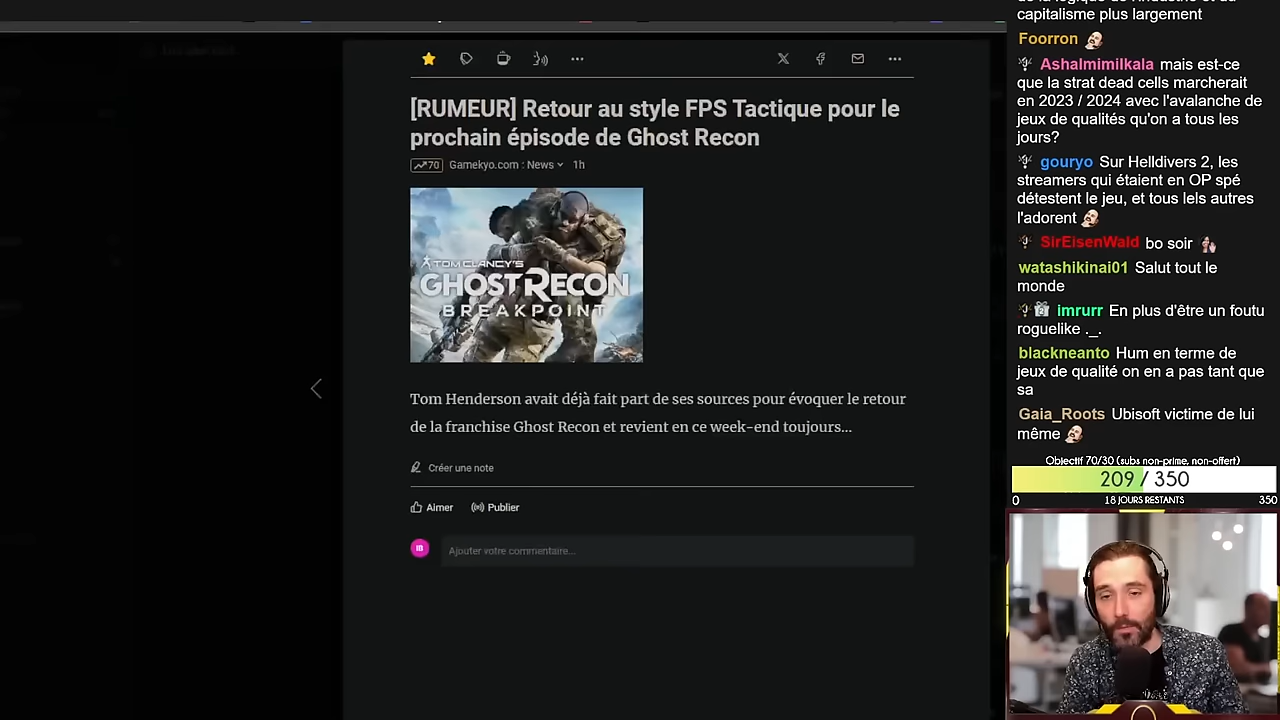 [RUMEUR] Retour au style FPS Tactique pour le
prochain épisode de Ghost Recon
70 Gamekyo.com : News 1h
TOM CLANCY'S
GHOST RECON
BREAKPOINT
Tom Henderson avait déjà fait part de ses sources pour évoquer le retour
de la franchise Ghost Recon et revient en ce week-end toujours...
Créer une note
Aimer Publier
m Ajouter votre commentaire...
capitalisme plus largement
Foorron
Ashalmimilkala mais est-ce
que la strat dead cells marcherait
en 2023 / 2024 avec l'avalanche de
jeux de qualités qu'on a tous les
jours?
gouryo Sur Helldivers 2, les
streamers qui étaient en OP spé
détestent le jeu, et tous lels autres
l'adorent
SirEisenWald bo soir
watashikinai01 Salut tout le
monde
imrurr En plus d'être un foutu
roguelike ._.
blackneanto Hum en terme de
jeux de qualité on en a pas tant que
sa
Gaia_Roots Ubisoft victime de lui
même
Objectif 70/30 (subs non-prime, non-offert)
209 / 350
0 18 JOURS RESTANTS 350